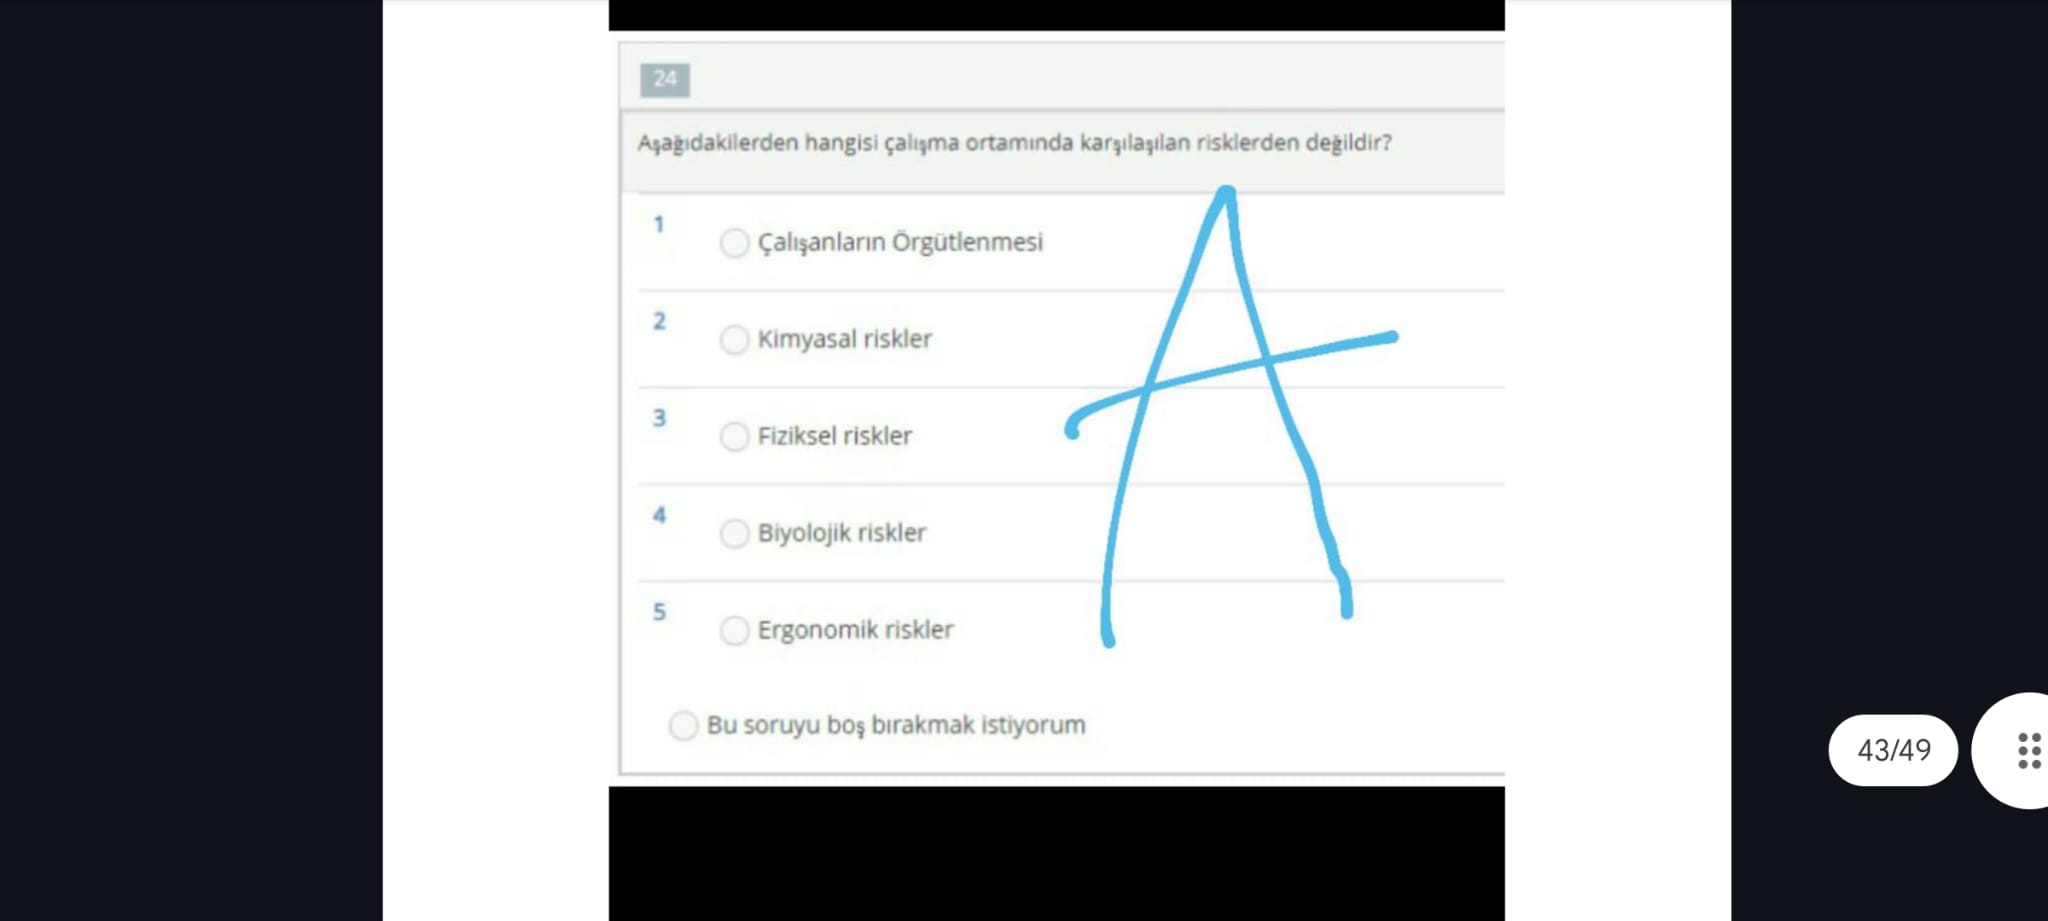 24
Aşağıdakilerden hangisi çalışma ortamında karşılaşılan risklerden değildir?
1
Çalışanların Örgütlenmesi
2
Kimyasal riskler
3
Fiziksel riskler
4
Biyolojik riskler
5
Ergonomik riskler
A
Bu soruyu boş bırakmak istiyorum
43/49